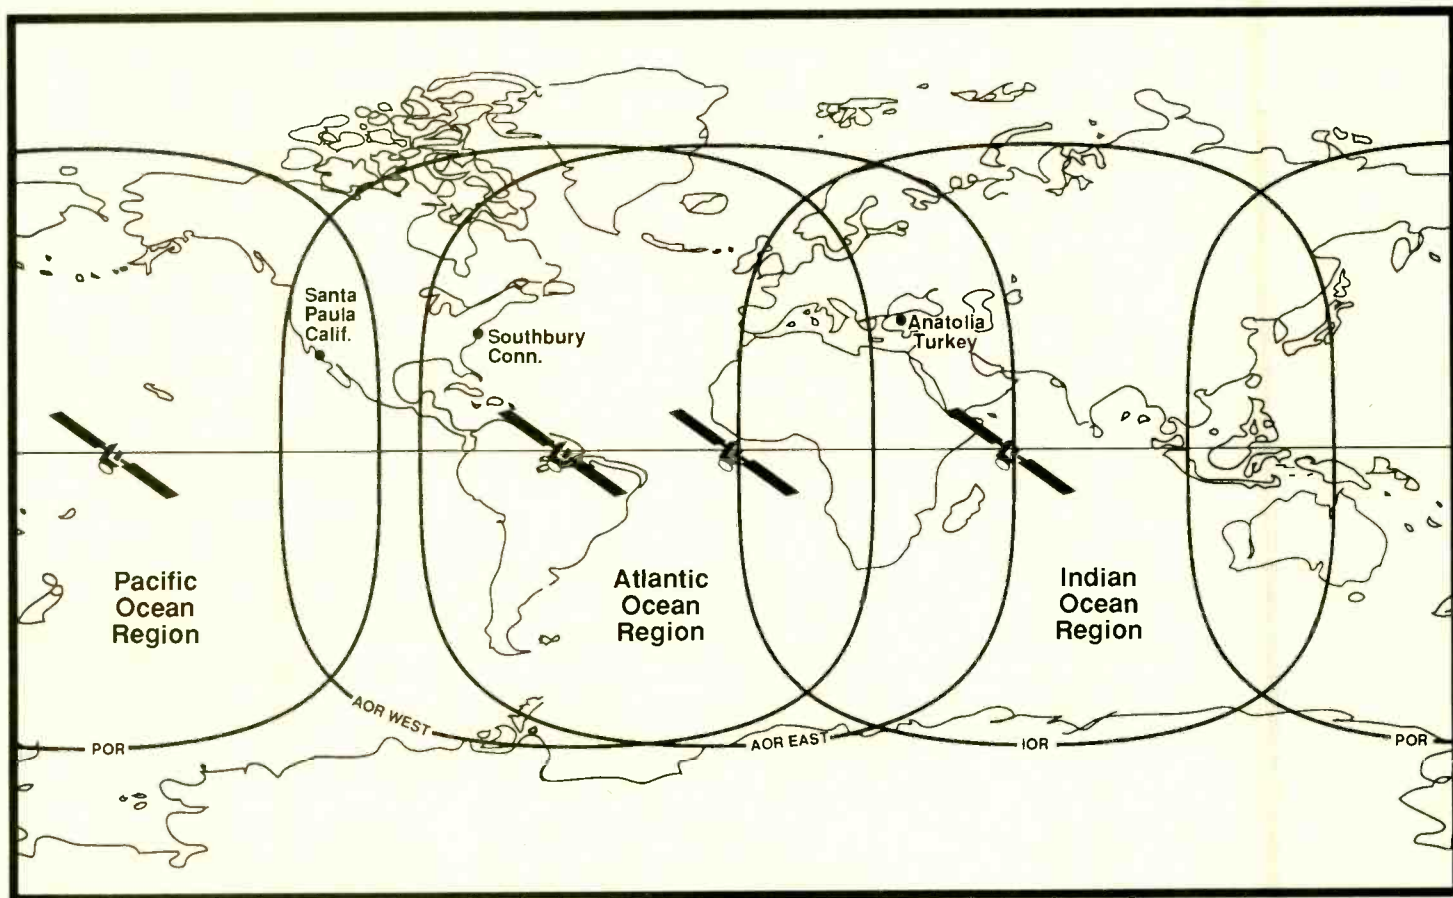 Santa
Paula
Calif.
Southbury
Conn.
Anatolia
Turkey
Pacific
Ocean
Region
Atlantic
Ocean
Region
Indian
Ocean
Region
AOR WEST
POR
AOR EAST
IOR
POR